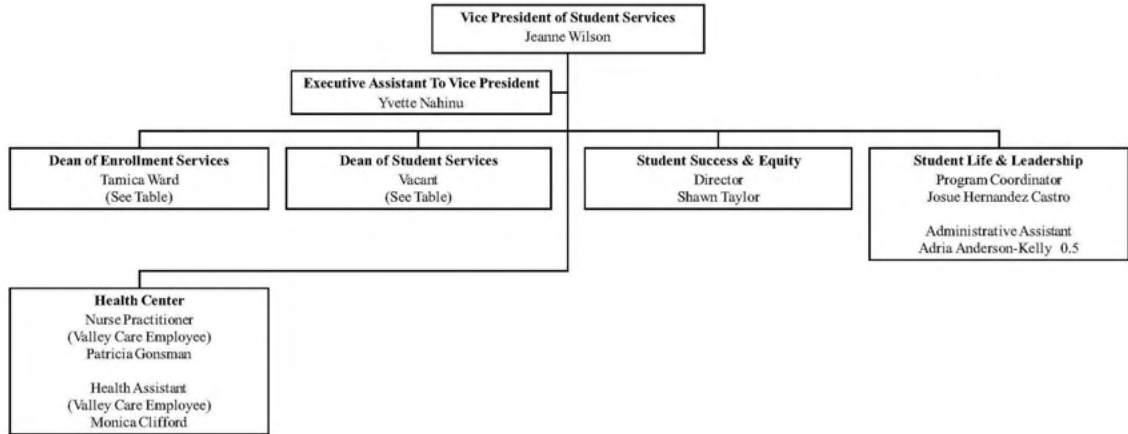 Vice President of Student Services
Jeanne Wilson
Executive Assistant To Vice President
Yvette Nahinu
Dean of Enrollment Services
Tamica Ward
(See Table)
Dean of Student Services
Vacant
(See Table)
Student Success & Equity
Director
Shawn Taylor
Student Life & Leadership
Program Coordinator
Josue Hernandez Castro
Administrative Assistant
Adria Anderson-Kelly 0.5
Health Center
Nurse Practitioner
(Valley Care Employee)
Patricia Gonsman
Health Assistant
(Valley Care Employee)
Monica Clifford